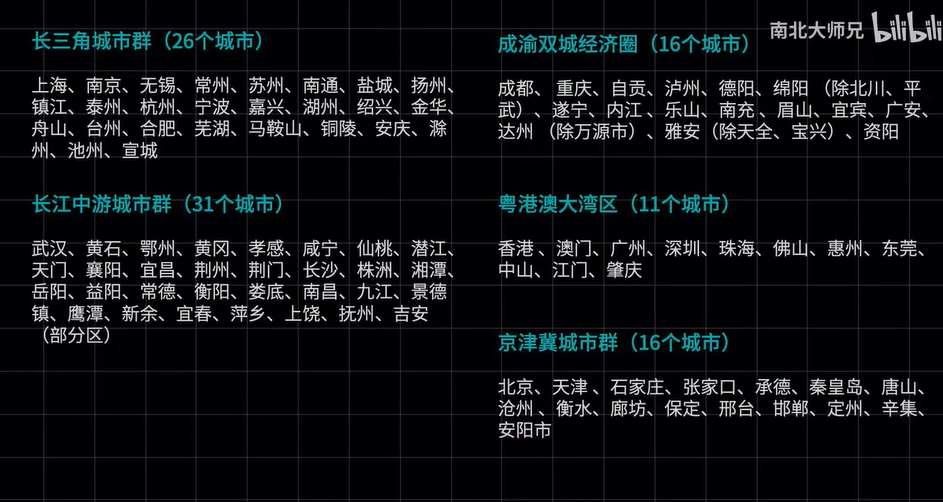 南北大师兄 bilibili
长三角城市群（26个城市）
上海、南京、无锡、常州、苏州、南通、盐城、扬州、
镇江、泰州、杭州、宁波、嘉兴、湖州、绍兴、金华、
舟山、台州、合肥、芜湖、马鞍山、铜陵、安庆、滁
州、池州、宣城
长江中游城市群（31个城市）
武汉、黄石、鄂州、黄冈、孝感、咸宁、仙桃、潜江、
天门、襄阳、宜昌、荆州、荆门、长沙、株洲、湘潭、
岳阳、益阳、常德、衡阳、娄底、南昌、九江、景德
镇、鹰潭、新余、宜春、萍乡、上饶、抚州、吉安
（部分区）
成渝双城经济圈（16个城市）
成都、重庆、自贡、泸州、德阳、绵阳（除北川、平
武）、遂宁、内江、乐山、南充、眉山、宜宾、广安、
达州（除万源市）、雅安（除天全、宝兴）、资阳
粤港澳大湾区（11个城市）
香港、澳门、广州、深圳、珠海、佛山、惠州、东莞、
中山、江门、肇庆
京津冀城市群（16个城市）
北京、天津、石家庄、张家口、承德、秦皇岛、唐山、
沧州、衡水、廊坊、保定、邢台、邯郸、定州、辛集、
安阳市